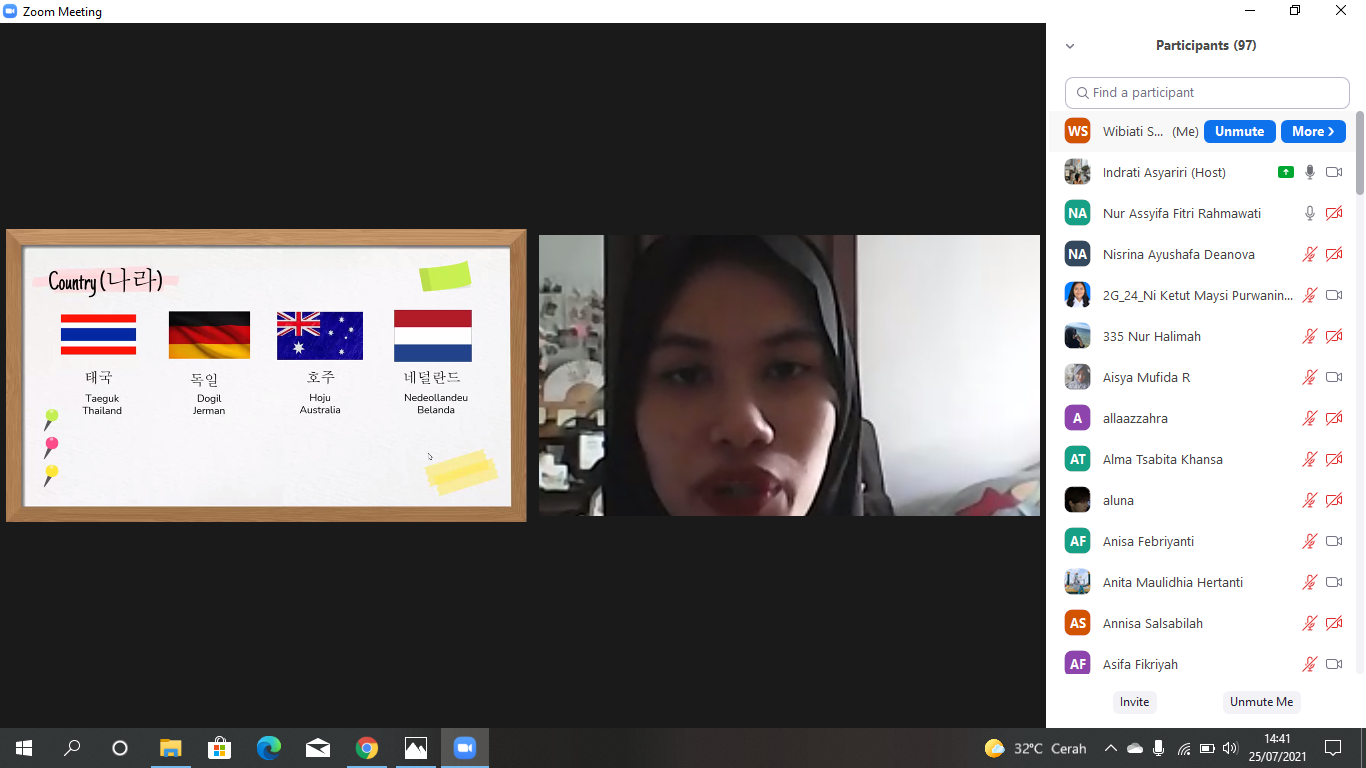 Zoom Meeting
Country (나라)
태국
Taeguk
Thailand
독일
Dogil
Jerman
호주
Hoju
Australia
네덜란드
Nedeollandeu
Belanda
Participants (97)
Find a participant
WS Wibiati S... (Me) Unmute More
Indrati Asyariri (Host)
NA Nur Assyifa Fitri Rahmawati
NA Nisrina Ayushafa Deanova
2G_24_Ni Ketut Maysi Purwanin...
335 Nur Halimah
Aisya Mufida R
A allaazzahra
AT Alma Tsabita Khansa
aluna
AF Anisa Febriyanti
Anita Maulidhia Hertanti
AS Annisa Salsabilah
AF Asifa Fikriyah
Invite Unmute Me
32°C Cerah
14:41
25/07/2021